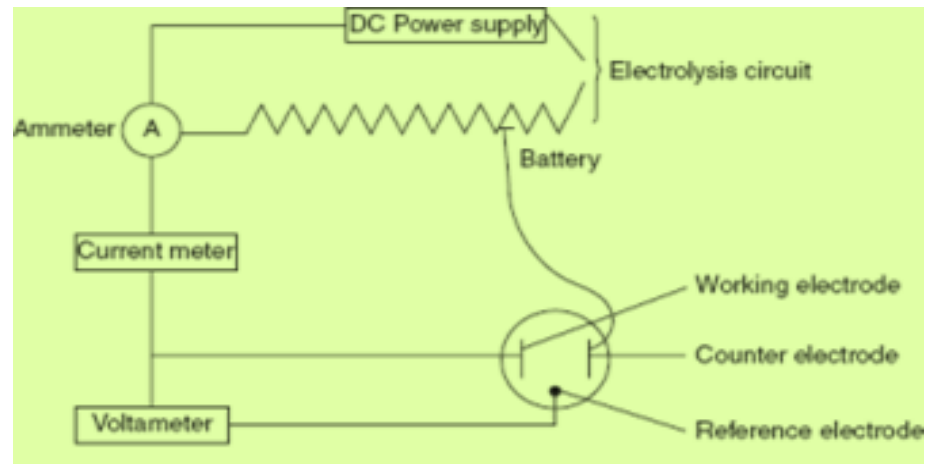 DC Power supply
Electrolysis circuit
Ammeter
A
Battery
Current meter
Working electrode
Counter electrode
Voltameter
Reference electrode